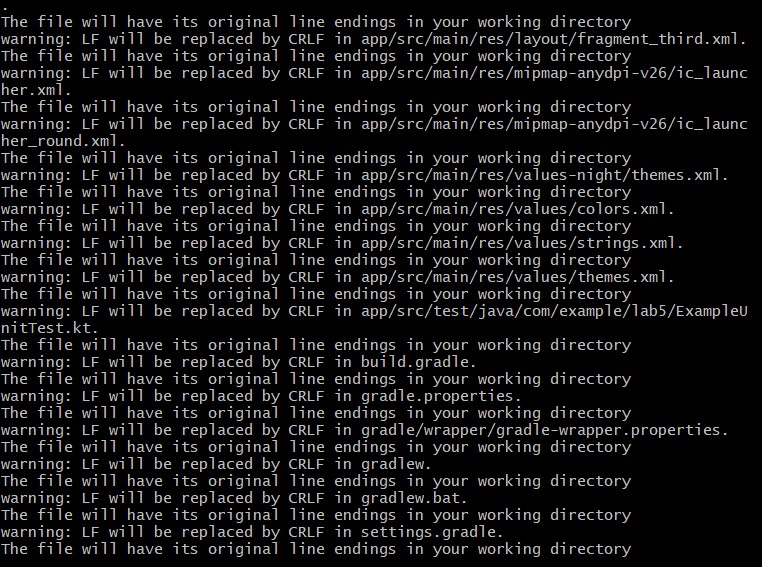 .
The file will have its original line endings in your working directory
warning: LF will be replaced by CRLF in app/src/main/res/layout/fragment_third.xml.
The file will have its original line endings in your working directory
warning: LF will be replaced by CRLF in app/src/main/res/mipmap-anydpi-v26/ic_launc
her.xml.
The file will have its original line endings in your working directory
warning: LF will be replaced by CRLF in app/src/main/res/mipmap-anydpi-v26/ic_launc
her_round.xml.
The file will have its original line endings in your working directory
warning: LF will be replaced by CRLF in app/src/main/res/values-night/themes.xml.
The file will have its original line endings in your working directory
warning: LF will be replaced by CRLF in app/src/main/res/values/colors.xml.
The file will have its original line endings in your working directory
warning: LF will be replaced by CRLF in app/src/main/res/values/strings.xml.
The file will have its original line endings in your working directory
warning: LF will be replaced by CRLF in app/src/main/res/values/themes.xml.
The file will have its original line endings in your working directory
warning: LF will be replaced by CRLF in app/src/test/java/com/example/lab5/ExampleU
nitTest.kt.
The file will have its original line endings in your working directory
warning: LF will be replaced by CRLF in build.gradle.
The file will have its original line endings in your working directory
warning: LF will be replaced by CRLF in gradle.properties.
The file will have its original line endings in your working directory
warning: LF will be replaced by CRLF in gradle/wrapper/gradle-wrapper.properties.
The file will have its original line endings in your working directory
warning: LF will be replaced by CRLF in gradlew.
The file will have its original line endings in your working directory
warning: LF will be replaced by CRLF in gradlew.bat.
The file will have its original line endings in your working directory
warning: LF will be replaced by CRLF in settings.gradle.
The file will have its original line endings in your working directory